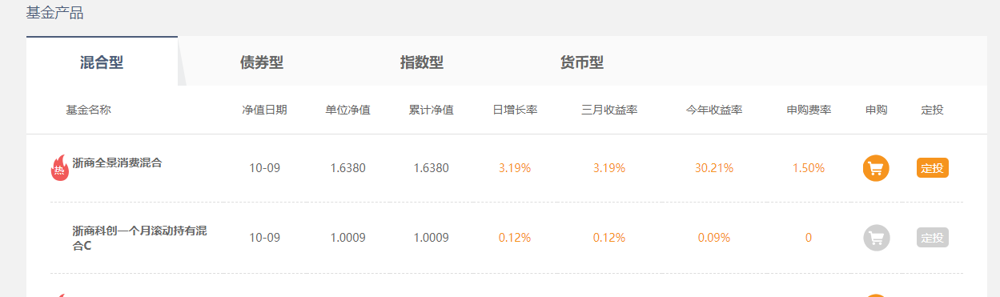 基金产品
混合型 债券型 指数型 货币型
基金名称 净值日期 单位净值 累计净值 日增长率 三月收益率 今年收益率 申购费率 申购 定投
热 浙商全景消费混合 10-09 1.6380 1.6380 3.19% 3.19% 30.21% 1.50% 定投
浙商科创一个月滚动持有混
合C 10-09 1.0009 1.0009 0.12% 0.12% 0.09% 0 定投